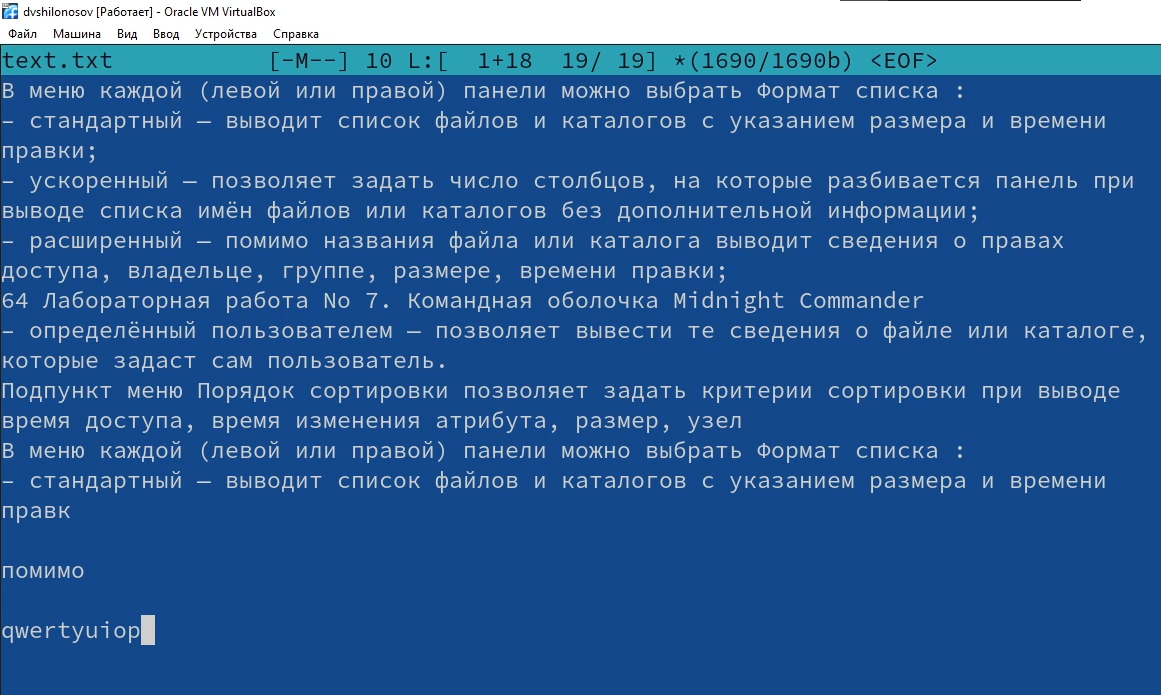 dvshilonosov [Работает] - Oracle VM VirtualBox
Файл Машина Вид Ввод Устройства Справка
text.txt [-M--] 10 L:[ 1+18 19/ 19] *(1690/1690b) <EOF>
В меню каждой (левой или правой) панели можно выбрать Формат списка :
– стандартный — выводит список файлов и каталогов с указанием размера и времени
правки;
– ускоренный — позволяет задать число столбцов, на которые разбивается панель при
выводе списка имён файлов или каталогов без дополнительной информации;
– расширенный — помимо названия файла или каталога выводит сведения о правах
доступа, владельце, группе, размере, времени правки;
64 Лабораторная работа No 7. Командная оболочка Midnight Commander
– определённый пользователем — позволяет вывести те сведения о файле или каталоге,
которые задаст сам пользователь.
Подпункт меню Порядок сортировки позволяет задать критерии сортировки при выводе
время доступа, время изменения атрибута, размер, узел
В меню каждой (левой или правой) панели можно выбрать Формат списка :
– стандартный — выводит список файлов и каталогов с указанием размера и времени
правк
помимо
qwertyuiop